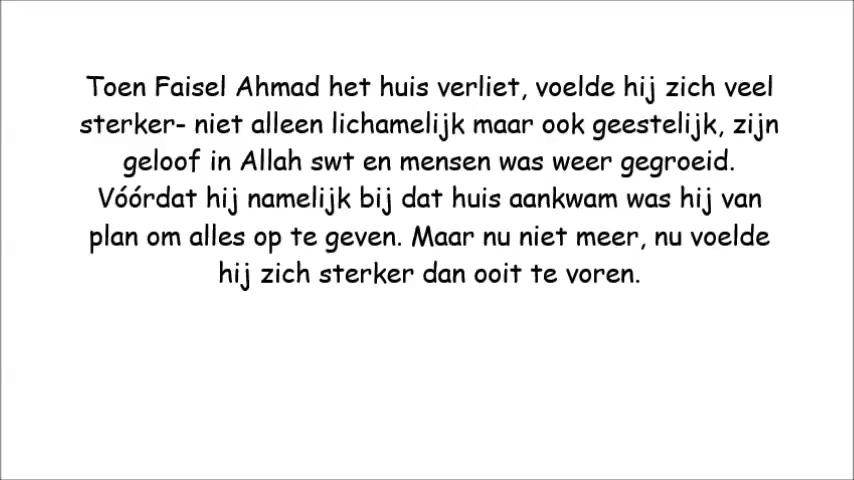 Toen Faisel Ahmad het huis verliet, voelde hij zich veel
sterker- niet alleen lichamelijk maar ook geestelijk, zijn
geloof in Allah swt en mensen was weer gegroeid.
Vóórdat hij namelijk bij dat huis aankwam was hij van
plan om alles op te geven. Maar nu niet meer, nu voelde
hij zich sterker dan ooit te voren.